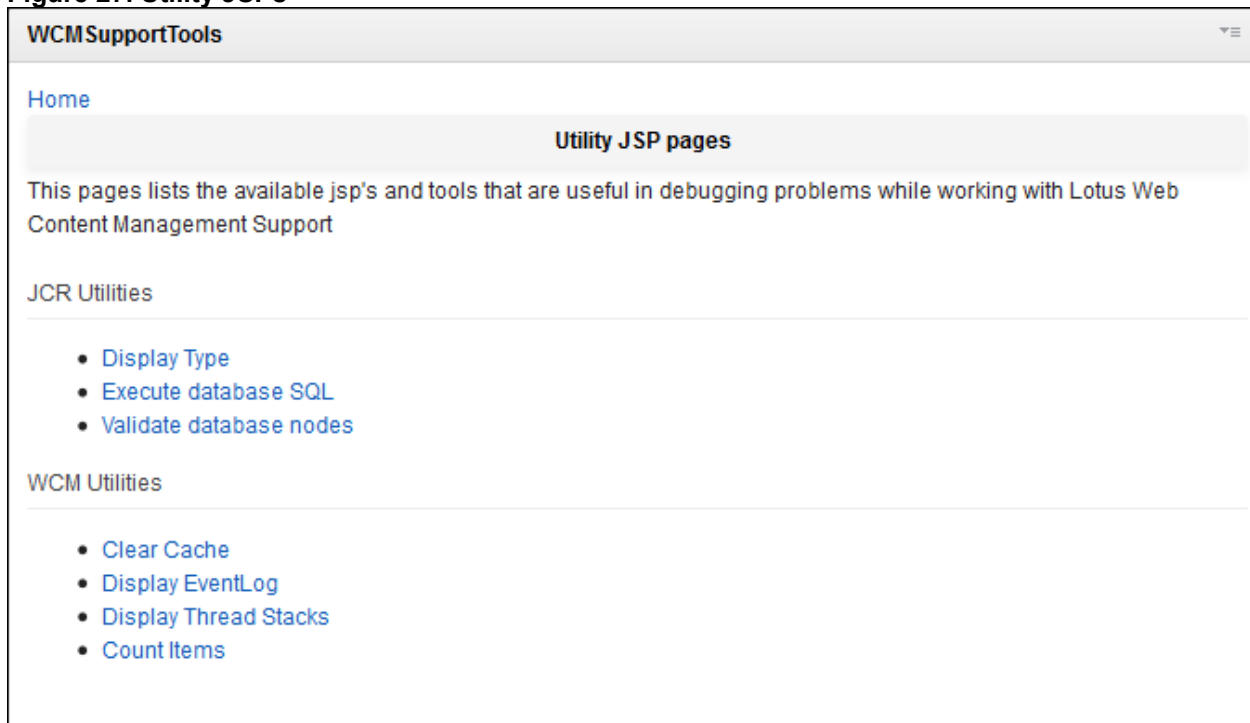 WCMSupportTools
Home
Utility JSP pages
This pages lists the available jsp's and tools that are useful in debugging problems while working with Lotus Web
Content Management Support
JCR Utilities
Display Type
Execute database SQL
Validate database nodes
WCM Utilities
Clear Cache
Display EventLog
Display Thread Stacks
Count Items